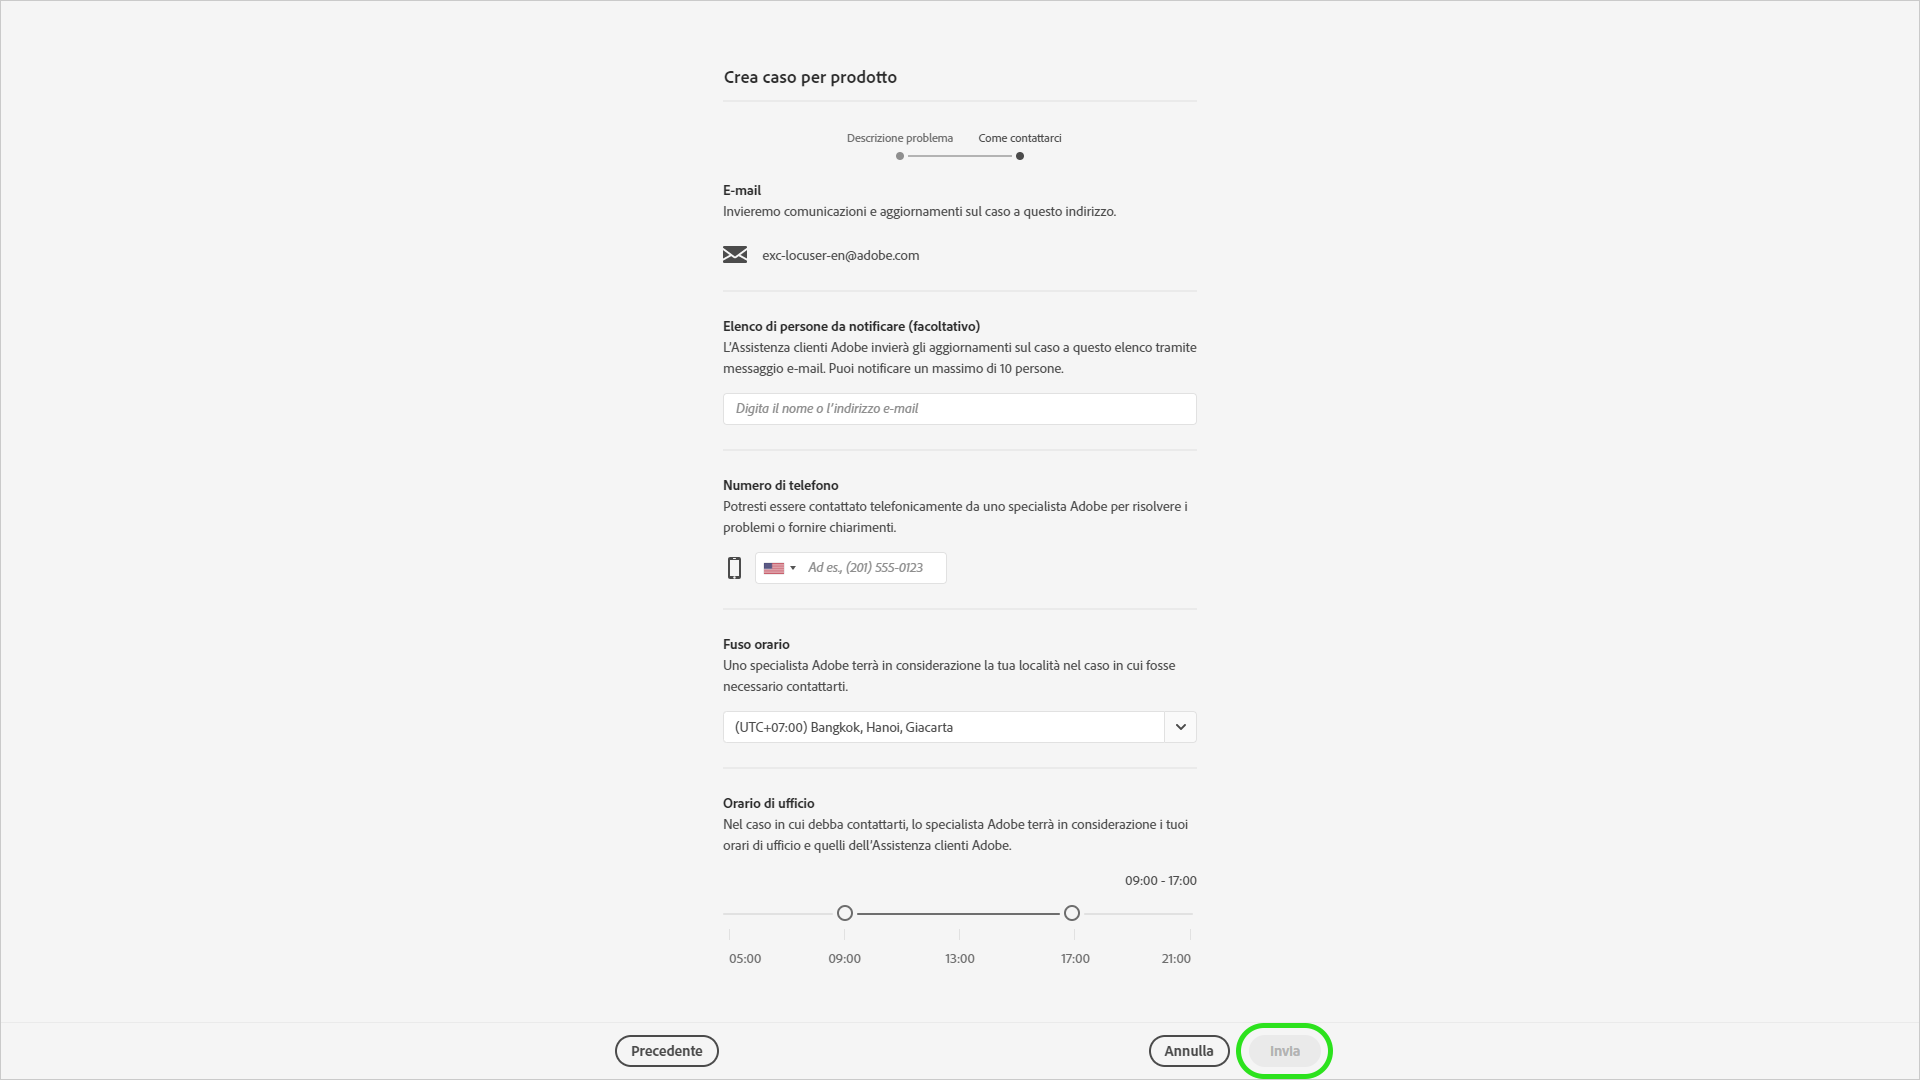 Crea caso per prodotto
Descrizione problema
Come contattarci
E-mail
Invieremo comunicazioni e aggiornamenti sul caso a questo indirizzo.
exc-locuser-en@adobe.com
Elenco di persone da notificare (facoltativo)
L'Assistenza clienti Adobe invierà gli aggiornamenti sul caso a questo elenco tramite
messaggio e-mail. Puoi notificare un massimo di 10 persone.
Digita il nome o l'indirizzo e-mail
Numero di telefono
Potresti essere contattato telefonicamente da uno specialista Adobe per risolvere i
problemi o fornire chiarimenti.
Ad es., (201) 555-0123
Fuso orario
Uno specialista Adobe terrà in considerazione la tua località nel caso in cui fosse
necessario contattarti.
(UTC+07:00) Bangkok, Hanoi, Giacarta
Orario di ufficio
Nel caso in cui debba contattarti, lo specialista Adobe terrà in considerazione i tuoi
orari di ufficio e quelli dell'Assistenza clienti Adobe.
09:00 - 17:00
05:00 09:00 13:00 17:00 21:00
Precedente
Annulla
Invia